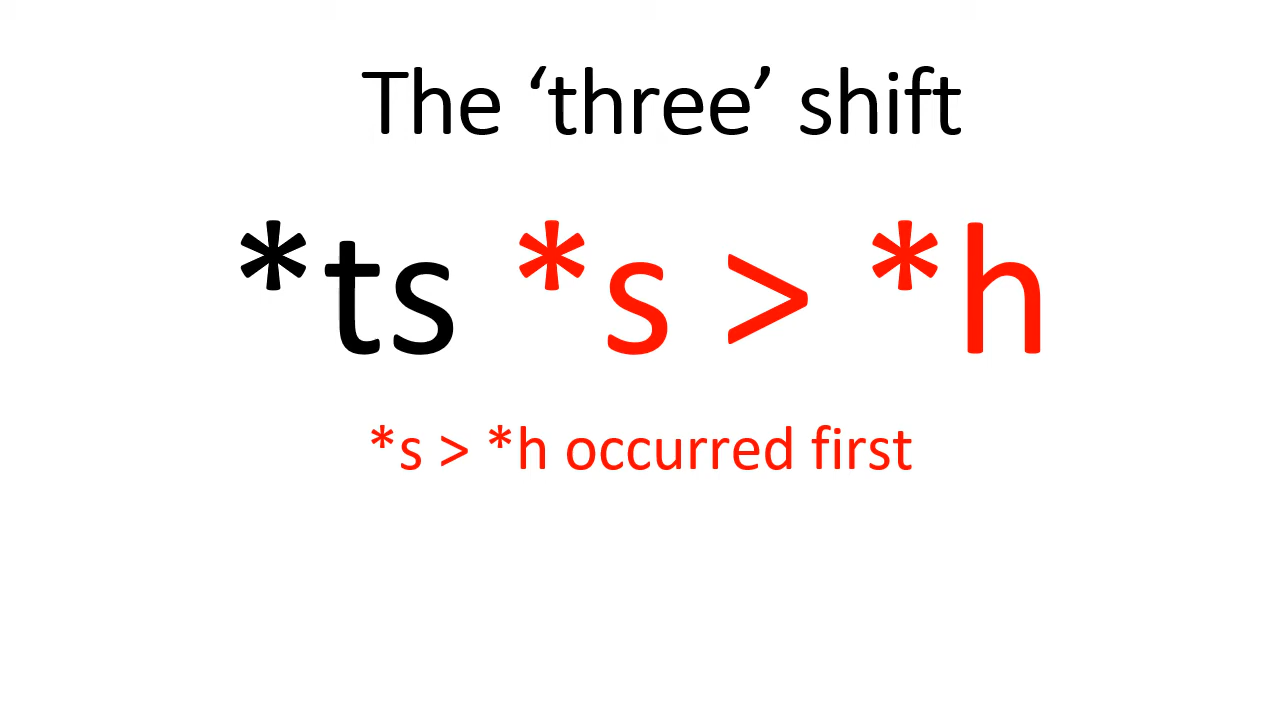 The ‘three’ shift
*ts *s > *h
*s > *h occurred first